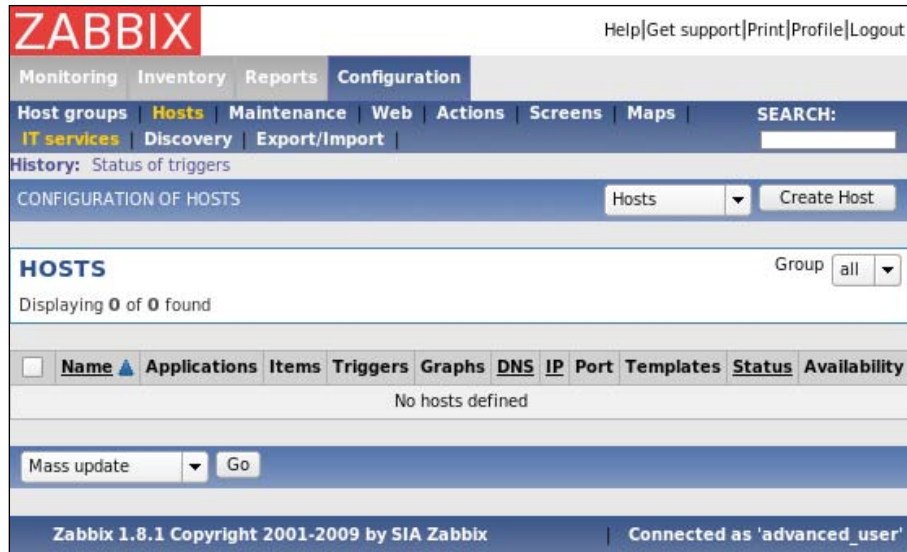 ZABBIX
Help|Get support|Print|Profile|Logout
Monitoring Inventory Reports Configuration
Host groups | Hosts | Maintenance | Web | Actions | Screens | Maps | SEARCH:
IT services | Discovery | Export/Import |
History: Status of triggers
CONFIGURATION OF HOSTS Hosts Create Host
HOSTS Group all
Displaying 0 of 0 found
Name Applications Items Triggers Graphs DNS IP Port Templates Status Availability
No hosts defined
Mass update Go
Zabbix 1.8.1 Copyright 2001-2009 by SIA Zabbix | Connected as 'advanced_user'